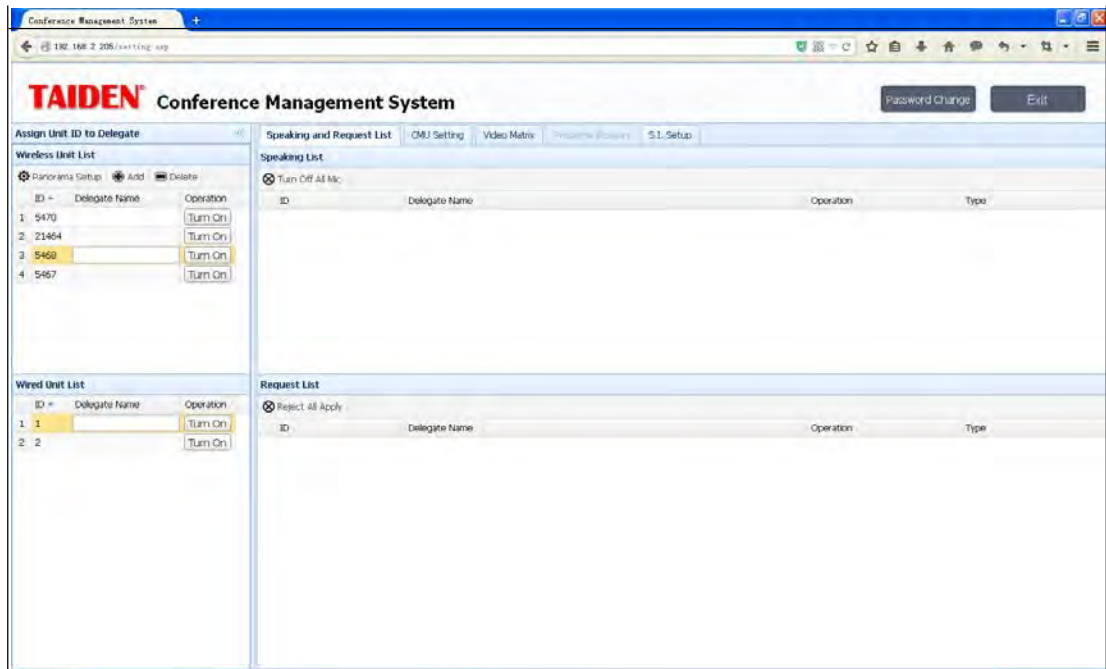 Conference Management System
192.168.2.205/setting.asp
TAIDEN® Conference Management System
Password Change
Exit
Assign Unit ID to Delegate
Speaking and Request List
CMU Setting
Video Matrix
S.I. Setup
Wireless Unit List
Speaking List
Panorama Setup
Add
Delete
Turn Off All Mic
ID
Delegate Name
Operation
ID
Delegate Name
Operation
Type
1 5470 Turn On
2 21464 Turn On
3 5468 Turn On
4 5467 Turn On
Wired Unit List
Request List
ID
Delegate Name
Operation
Reject All Apply
1 1 Turn On
ID
Delegate Name
Operation
Type
2 2 Turn On